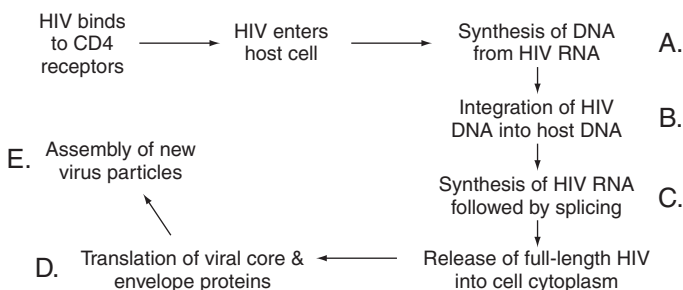 HIV binds
to CD4
receptors
HIV enters
host cell
Synthesis of DNA
from HIV RNA
A.
Integration of HIV
DNA into host DNA
B.
Synthesis of HIV RNA
followed by splicing
C.
Release of full-length HIV
into cell cytoplasm
D.
Translation of viral core &
envelope proteins
E.
Assembly of new
virus particles